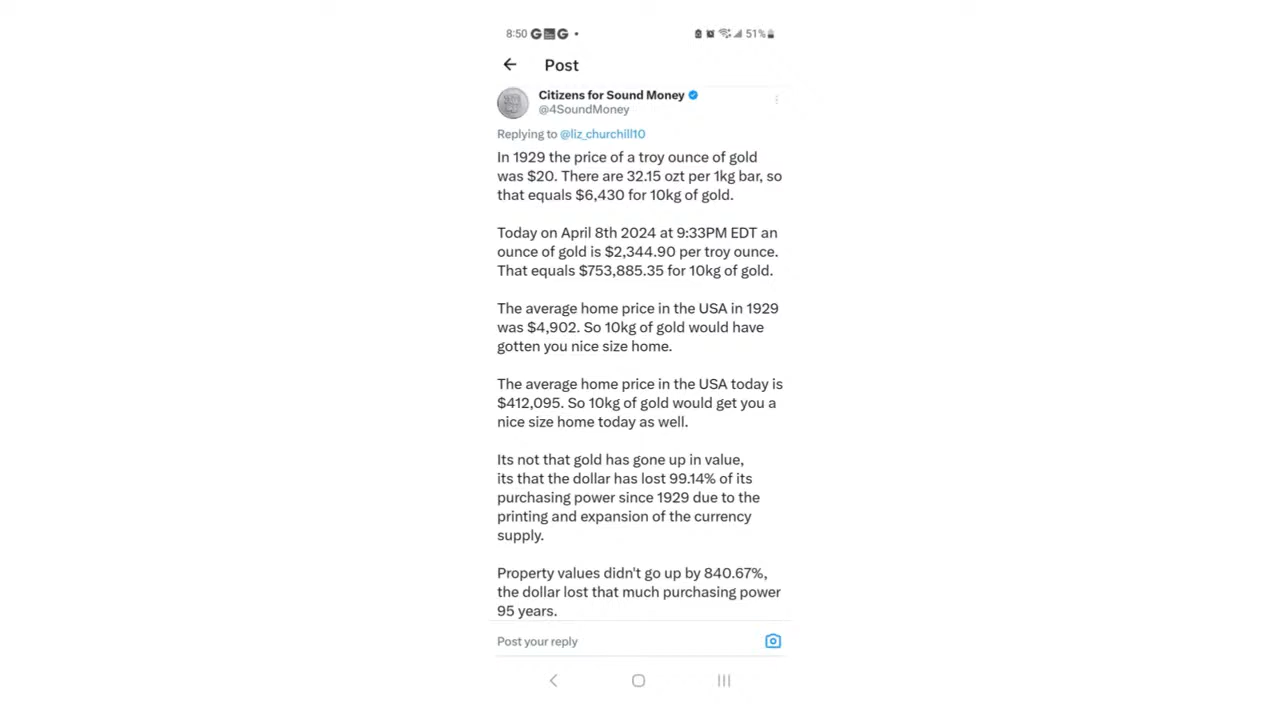 8:50
51%
Post
Citizens for Sound Money
@4SoundMoney
Replying to @liz_churchill10
In 1929 the price of a troy ounce of gold
was $20. There are 32.15 ozt per 1kg bar, so
that equals $6,430 for 10kg of gold.
Today on April 8th 2024 at 9:33PM EDT an
ounce of gold is $2,344.90 per troy ounce.
That equals $753,885.35 for 10kg of gold.
The average home price in the USA in 1929
was $4,902. So 10kg of gold would have
gotten you nice size home.
The average home price in the USA today is
$412,095. So 10kg of gold would get you a
nice size home today as well.
Its not that gold has gone up in value,
its that the dollar has lost 99.14% of its
purchasing power since 1929 due to the
printing and expansion of the currency
supply.
Property values didn't go up by 840.67%,
the dollar lost that much purchasing power
95 years.
Post your reply